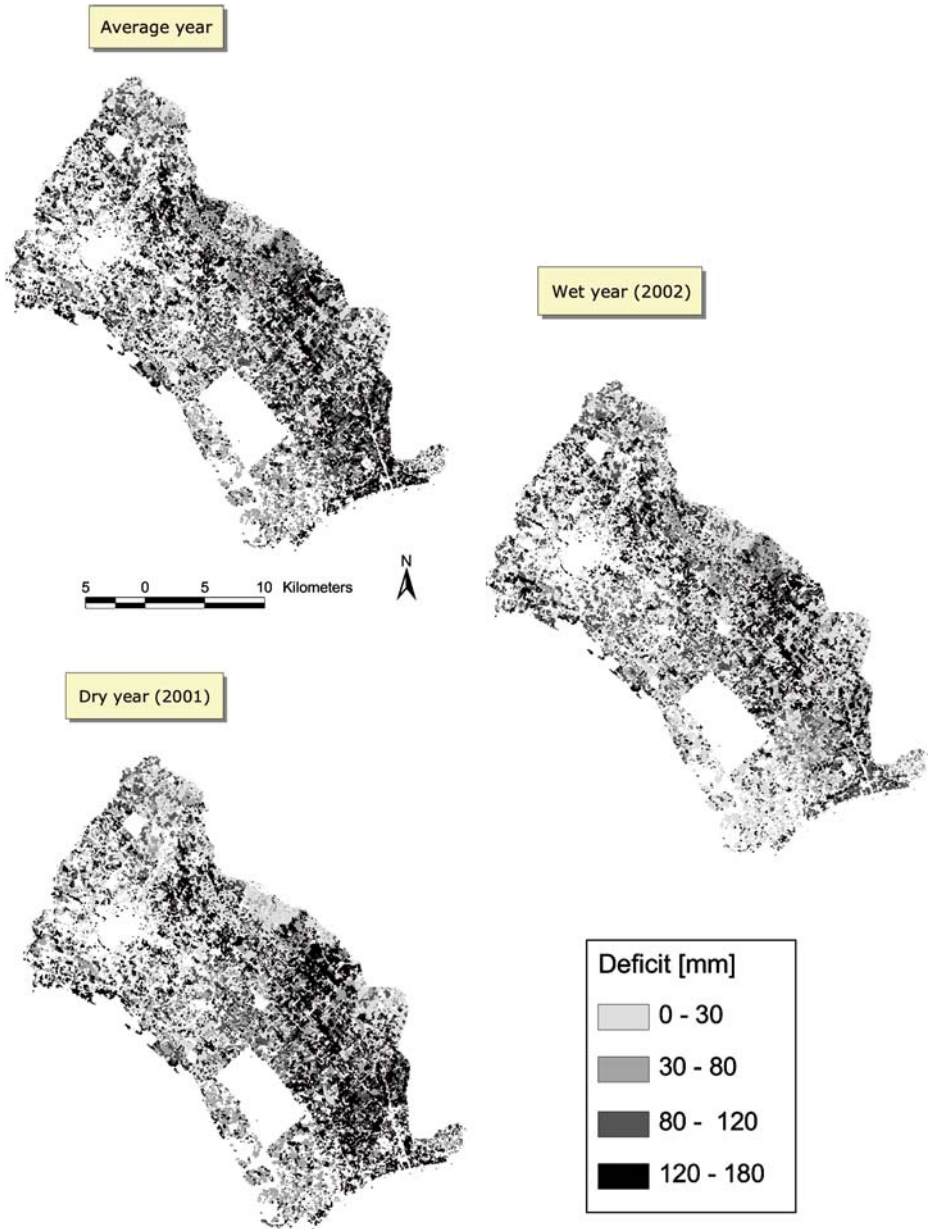 Average year
Wet year (2002)
N
5 0 5 10 Kilometers
Dry year (2001)
Deficit [mm]
0 - 30
30 - 80
80 - 120
120 - 180